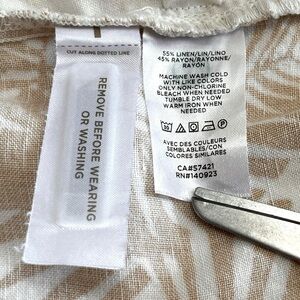 CUT ALONG DOTTED LINE
REMOVE BEFORE WEARING
OR WASHING
55% LINEN/LIN/LINO
45% RAYON/RAYONNE/
RAYÓN
MACHINE WASH COLD
WITH LIKE COLORS
ONLY NON-CHLORINE
BLEACH WHEN NEEDED
TUMBLE DRY LOW
WARM IRON WHEN
NEEDED
AVEC DES COULEURS
SEMBLABLES/CON
COLORES SIMILARES
CA#57421
RN#140923